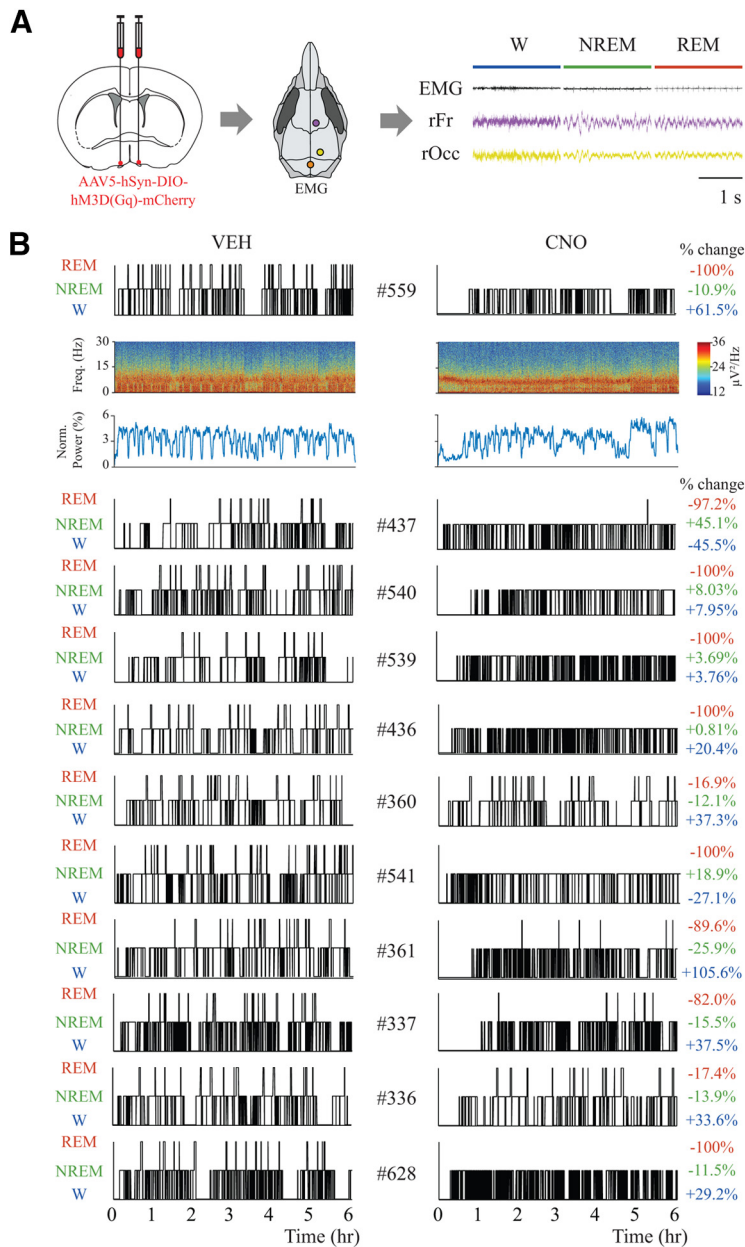 A
W NREM REM
EMG
rFr
rOcc
AAV5-hSyn-DIO-
hM3D(Gq)-mCherry
EMG
1 s
B
VEH CNO % change
REM
NREM
W
#559
-100%
-10.9%
+61.5%
Freq. (Hz)
30
15
0
36
24
12
µV²/Hz
Norm.
Power (%)
6
3
0
% change
REM
NREM
W
#437
-97.2%
+45.1%
-45.5%
REM
NREM
W
#540
-100%
+8.03%
+7.95%
REM
NREM
W
#539
-100%
+3.69%
+3.76%
REM
NREM
W
#436
-100%
+0.81%
+20.4%
REM
NREM
W
#360
-16.9%
-12.1%
+37.3%
REM
NREM
W
#541
-100%
+18.9%
-27.1%
REM
NREM
W
#361
-89.6%
-25.9%
+105.6%
REM
NREM
W
#337
-82.0%
-15.5%
+37.5%
REM
NREM
W
#336
-17.4%
-13.9%
+33.6%
REM
NREM
W
#628
-100%
-11.5%
+29.2%
0 1 2 3 4 5 6
Time (hr)
0 1 2 3 4 5 6
Time (hr)